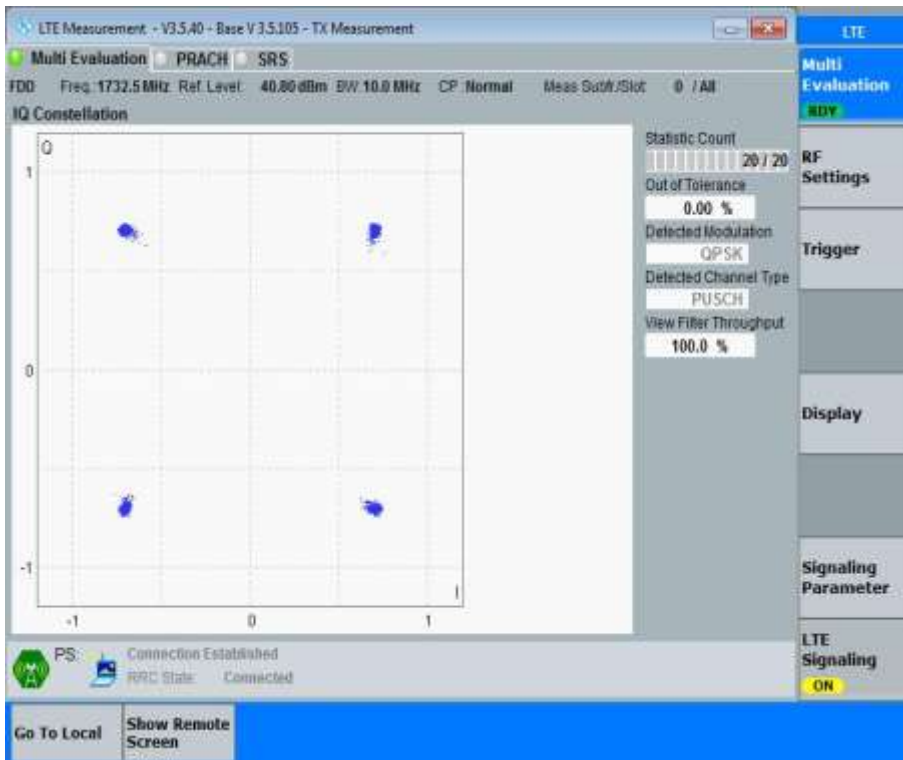 LTE Measurement - V3.5.40 - Base V 3.5.105 - TX Measurement
Multi Evaluation PRACH SRS
FDD Freq.:1732.5 MHz Ref. Level: 40.80 dBm BW: 10.0 MHz CP: Normal Meas Subfr./Slot: 0 / All
IQ Constellation
Q
1
0
-1
I
-1 0 1
Statistic Count
20 / 20
Out of Tolerance
0.00 %
Detected Modulation
QPSK
Detected Channel Type
PUSCH
View Filter Throughput
100.0 %
PS:
Connection Established
RRC State: Connected
LTE
Multi
Evaluation
RDY
RF
Settings
Trigger
Display
Signaling
Parameter
LTE
Signaling
ON
Go To Local
Show Remote
Screen